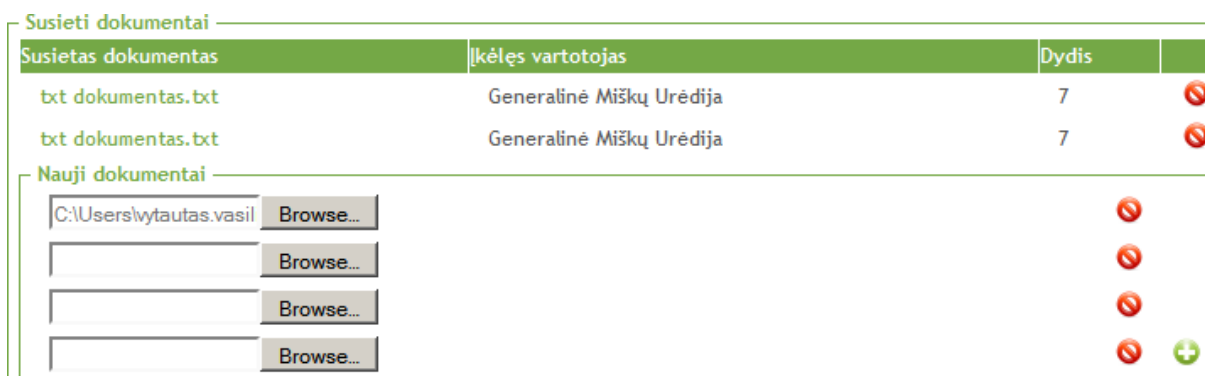 Susieti dokumentai
Susietas dokumentas Įkėlęs vartotojas Dydis
txt dokumentas.txt Generalinė Miškų Urėdija 7
txt dokumentas.txt Generalinė Miškų Urėdija 7
Nauji dokumentai
C:\Users\vytautas.vasil Browse...
Browse...
Browse...
Browse...